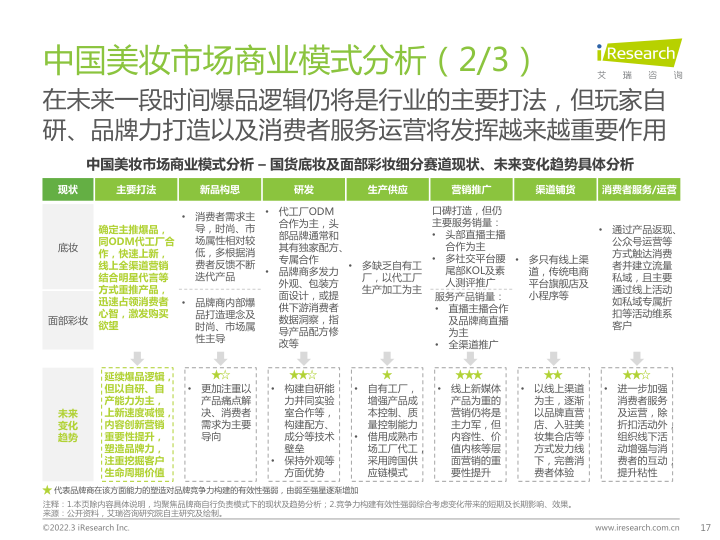 中国美妆市场商业模式分析（2/3）
iResearch
艾 瑞 咨 询
在未来一段时间爆品逻辑仍将是行业的主要打法，但玩家自
研、品牌力打造以及消费者服务运营将发挥越来越重要作用
中国美妆市场商业模式分析 – 国货底妆及面部彩妆细分赛道现状、未来变化趋势具体分析
现状
主要打法
新品构思
研发
生产供应
营销推广
渠道铺货
消费者服务/运营
底妆
面部彩妆
确定主推爆品，
同ODM代工厂合
作，快速上新，
线上全渠道营销
结合明星代言等
方式重推产品，
迅速占领消费者
心智，激发购买
欲望
• 消费者需求主
导，时尚、市
场属性相对较
低，多根据消
费者反馈不断
迭代产品
• 品牌商内部爆
品打造理念及
时尚、市场属
性主导
• 代工厂ODM
合作为主，头
部品牌通常和
其有独家配方、
专属合作
• 品牌商多发力
外观、包装方
面设计，或提
供下游消费者
数据洞察，指
导产品配方修
改等
• 多缺乏自有工
厂，以代工厂
生产加工为主
口碑打造，但仍
主要服务销量：
• 头部直播主播
合作为主
• 多社交平台腰
尾部KOL及素
人测评推广
服务产品销量：
• 直播主播合作
及品牌商直播
为主
• 全渠道推广
• 多只有线上渠
道，传统电商
平台旗舰店及
小程序等
• 通过产品返现、
公众号运营等
方式触达消费
者并建立流量
私域，且主要
通过线上活动
如私域专属折
扣等活动维系
客户
未来
变化
趋势
延续爆品逻辑，
但以自研、自
产能力为主，
上新速度减慢，
内容创新营销
重要性提升，
塑造品牌力，
注重挖掘客户
生命周期价值
★☆
• 更加注重以
产品痛点解
决、消费者
需求为主要
导向
★★☆
• 构建自研能
力并同实验
室合作等，
构建配方、
成分等技术
壁垒
• 保持外观等
方面优势
★
• 自有工厂，
增强产品成
本控制、质
量控制能力
• 借用成熟市
场工厂代工，
采用跨国供
应链模式
★★★
• 线上新媒体
产品为重的
营销仍将是
主力军，但
内容性、价
值内核等层
面营销的重
要性提升
★★
• 以线上渠道
为主，逐渐
以品牌直营
店、入驻美
妆集合店等
方式发力线
下，完善消
费者体验
★★☆
• 进一步加强
消费者服务
及运营，除
折扣活动外，
组织线下活
动增强与消
费者的互动，
提升粘性
★ 代表品牌商在该方面能力的塑造对品牌竞争力构建的有效性强弱，由弱至强星逐渐增加
注释：1.本页除内容具体说明，均聚焦品牌商自行负责模式下的现状及趋势分析；2.竞争力构建有效性强弱综合考虑变化带来的短期及长期影响、效果。
来源：公开资料，艾瑞咨询研究院自主研究及绘制。
©2022.3 iResearch Inc.
www.iresearch.com.cn
17